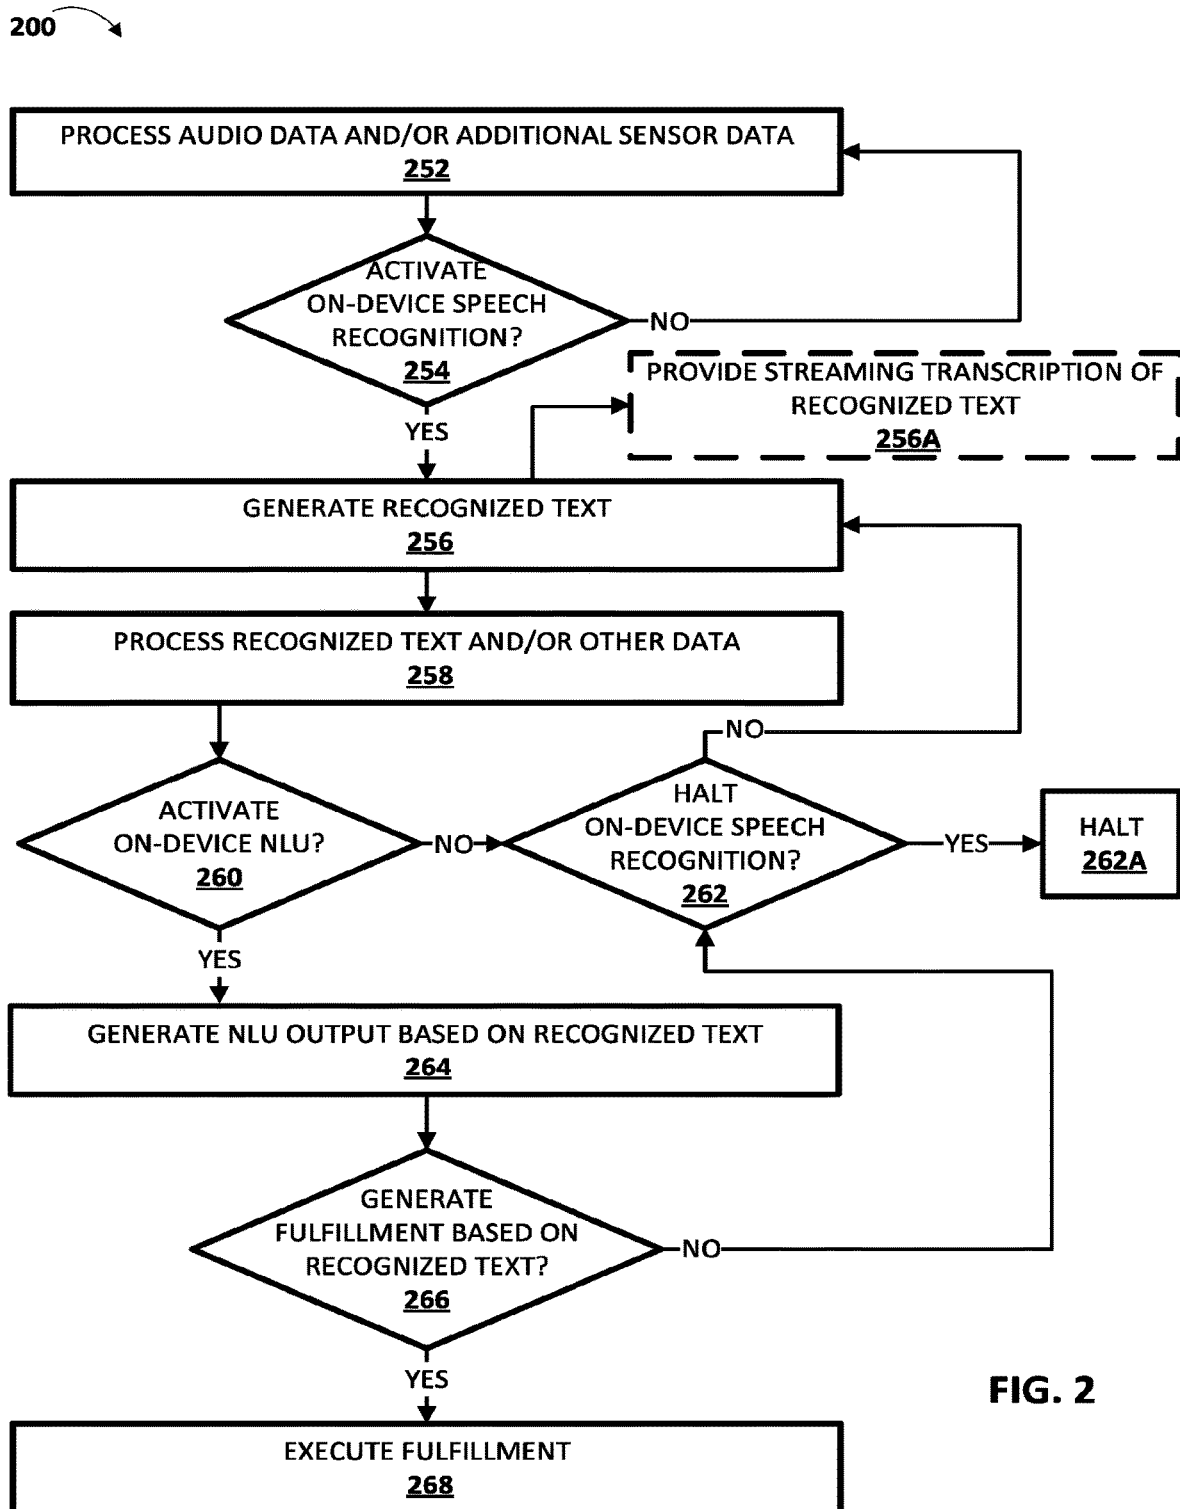 200
PROCESS AUDIO DATA AND/OR ADDITIONAL SENSOR DATA
252
ACTIVATE
ON-DEVICE SPEECH
RECOGNITION?
254
NO
YES
PROVIDE STREAMING TRANSCRIPTION OF
RECOGNIZED TEXT
256A
GENERATE RECOGNIZED TEXT
256
PROCESS RECOGNIZED TEXT AND/OR OTHER DATA
258
NO
ACTIVATE
ON-DEVICE NLU?
260
NO
HALT
ON-DEVICE SPEECH
RECOGNITION?
262
YES
HALT
262A
YES
GENERATE NLU OUTPUT BASED ON RECOGNIZED TEXT
264
GENERATE
FULFILLMENT BASED ON
RECOGNIZED TEXT?
266
NO
YES
EXECUTE FULFILLMENT
268
FIG. 2